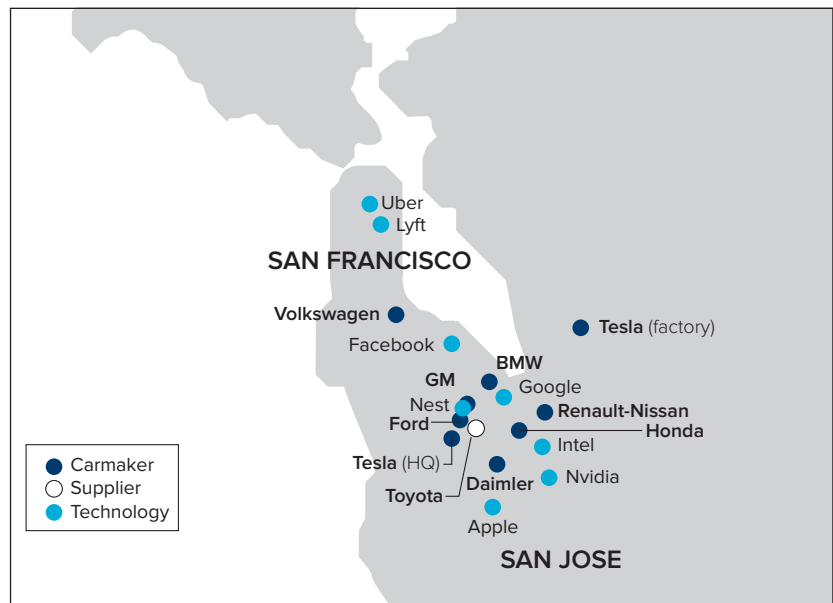 Uber
Lyft
SAN FRANCISCO
Volkswagen
Tesla (factory)
Facebook
BMW
GM
Google
Nest
Renault-Nissan
Ford
Honda
Intel
Tesla (HQ)
Daimler
Nvidia
Toyota
Apple
SAN JOSE
Carmaker
Supplier
Technology